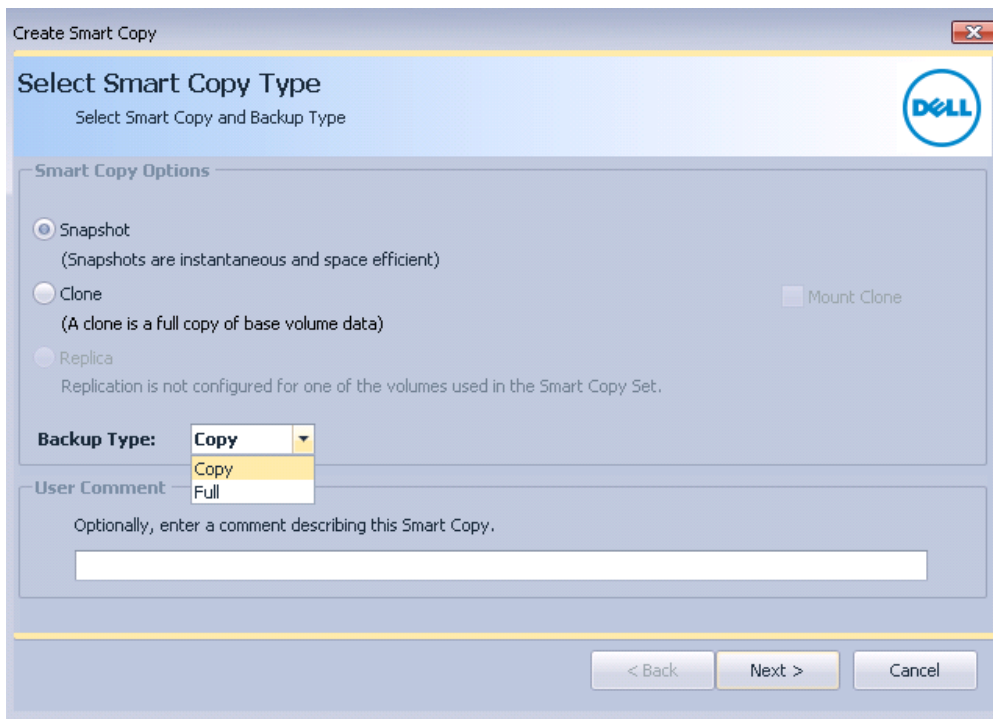 Create Smart Copy
Select Smart Copy Type
Select Smart Copy and Backup Type
DELL
Smart Copy Options
Snapshot
(Snapshots are instantaneous and space efficient)
Clone
Mount Clone
(A clone is a full copy of base volume data)
Replica
Replication is not configured for one of the volumes used in the Smart Copy Set.
Backup Type: Copy
Copy
Full
User Comment
Optionally, enter a comment describing this Smart Copy.
< Back Next > Cancel